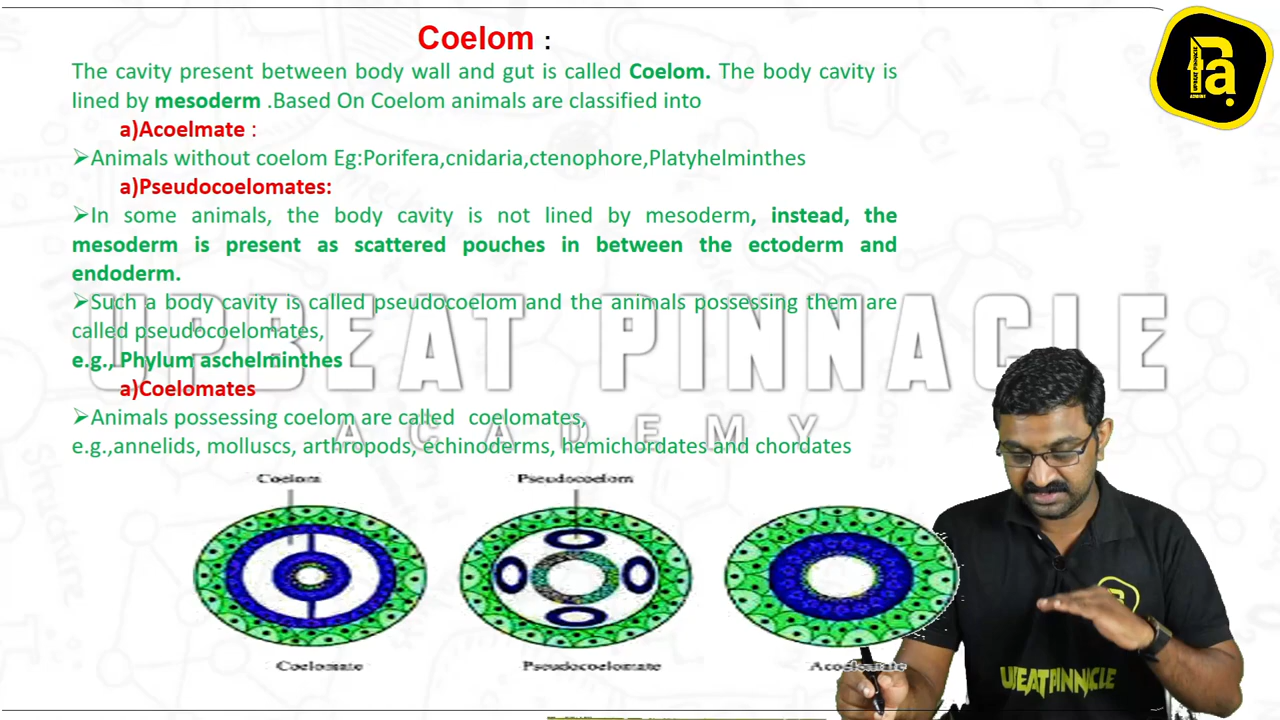 Coelom :
The cavity present between body wall and gut is called Coelom. The body cavity is
lined by mesoderm .Based On Coelom animals are classified into
a)Acoelmate :
➢Animals without coelom Eg:Porifera,cnidaria,ctenophore,Platyhelminthes
a)Pseudocoelomates:
➢In some animals, the body cavity is not lined by mesoderm, instead, the
mesoderm is present as scattered pouches in between the ectoderm and
endoderm.
➢Such a body cavity is called pseudocoelom and the animals possessing them are
called pseudocoelomates,
e.g., Phylum aschelminthes
a)Coelomates
➢Animals possessing coelom are called coelomates,
e.g.,annelids, molluscs, arthropods, echinoderms, hemichordates and chordates
Coelom
Pseudocoelom
Coelomate
Pseudocoelomate
Acoelomate
UPBEAT PINNACLE
ACADEMY
Pa
UPBEAT PINNACLE